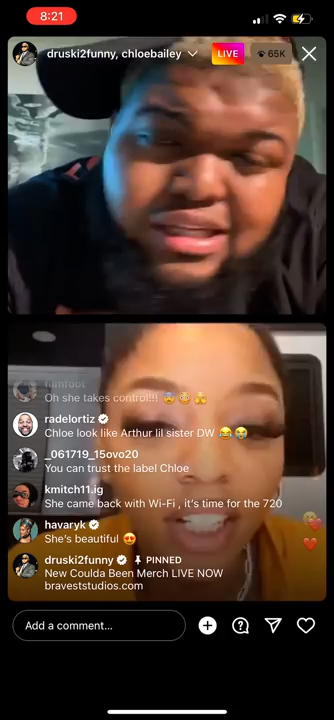 8:21
druski2funny, chloebailey
LIVE
65K
Oh she takes control!!! 😨😳🫠
radelortiz
Chloe look like Arthur lil sister DW 😂😭
_061719_15ovo20
You can trust the label Chloe
kmitch11.ig
She came back with Wi-Fi , it's time for the 720
havaryk
She's beautiful 😍
druski2funny PINNED
New Coulda Been Merch LIVE NOW
braveststudios.com
Add a comment...